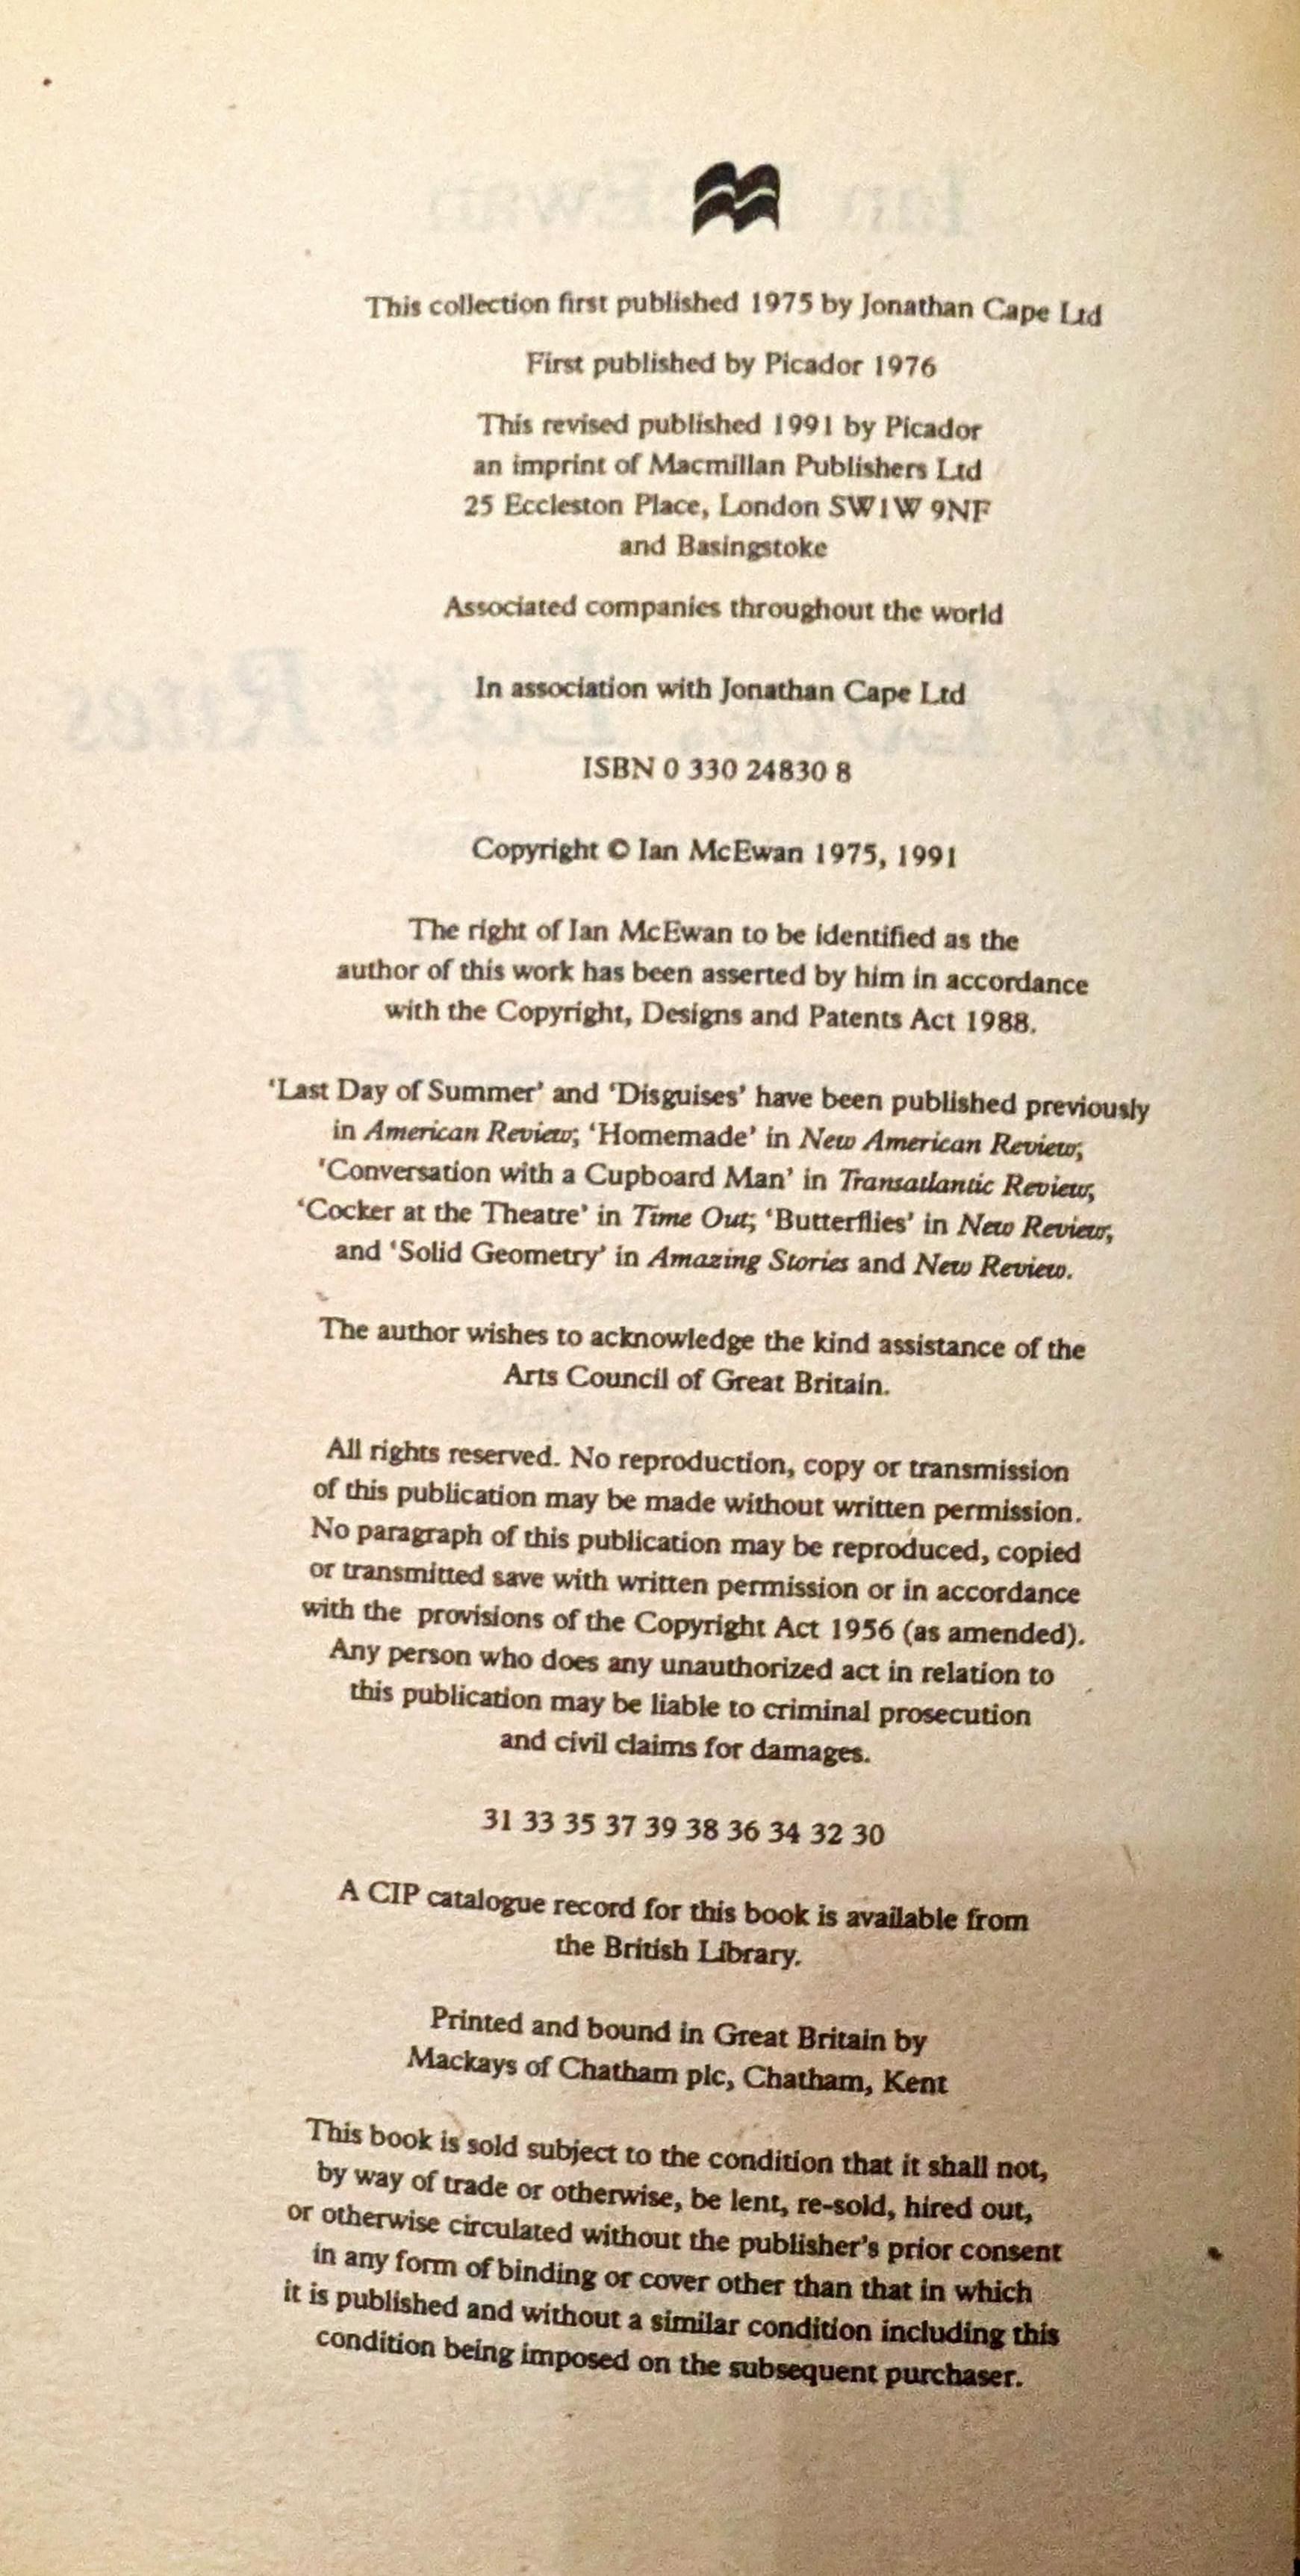 This collection first published 1975 by Jonathan Cape Ltd
First published by Picador 1976
This revised published 1991 by Picador
an imprint of Macmillan Publishers Ltd
25 Eccleston Place, London SW1W 9NF
and Basingstoke
Associated companies throughout the world
In association with Jonathan Cape Ltd
ISBN 0 330 24830 8
Copyright © Ian McEwan 1975, 1991
The right of Ian McEwan to be identified as the
author of this work has been asserted by him in accordance
with the Copyright, Designs and Patents Act 1988.
‘Last Day of Summer’ and ‘Disguises’ have been published previously
in American Review; ‘Homemade’ in New American Review;
‘Conversation with a Cupboard Man’ in Transatlantic Review;
‘Cocker at the Theatre’ in Time Out; ‘Butterflies’ in New Review;
and ‘Solid Geometry’ in Amazing Stories and New Review.
The author wishes to acknowledge the kind assistance of the
Arts Council of Great Britain.
All rights reserved. No reproduction, copy or transmission
of this publication may be made without written permission.
No paragraph of this publication may be reproduced, copied
or transmitted save with written permission or in accordance
with the provisions of the Copyright Act 1956 (as amended).
Any person who does any unauthorized act in relation to
this publication may be liable to criminal prosecution
and civil claims for damages.
31 33 35 37 39 38 36 34 32 30
A CIP catalogue record for this book is available from
the British Library.
Printed and bound in Great Britain by
Mackays of Chatham plc, Chatham, Kent
This book is sold subject to the condition that it shall not,
by way of trade or otherwise, be lent, re-sold, hired out,
or otherwise circulated without the publisher's prior consent
in any form of binding or cover other than that in which
it is published and without a similar condition including this
condition being imposed on the subsequent purchaser.